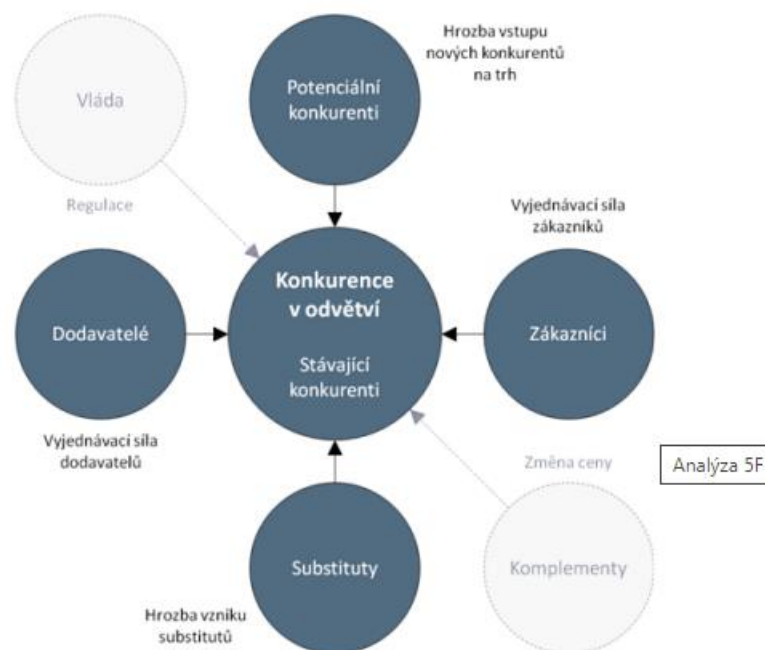 Hrozba vstupu
nových konkurentů
na trh
Potenciální
konkurenti
Vláda
Regulace
Vyjednávací síla
zákazníků
Konkurence
v odvětví
Stávající
konkurenti
Dodavatelé
Zákazníci
Vyjednávací síla
dodavatelů
Změna ceny
Analýza 5F
Substituty
Komplementy
Hrozba vzniku
substitutů